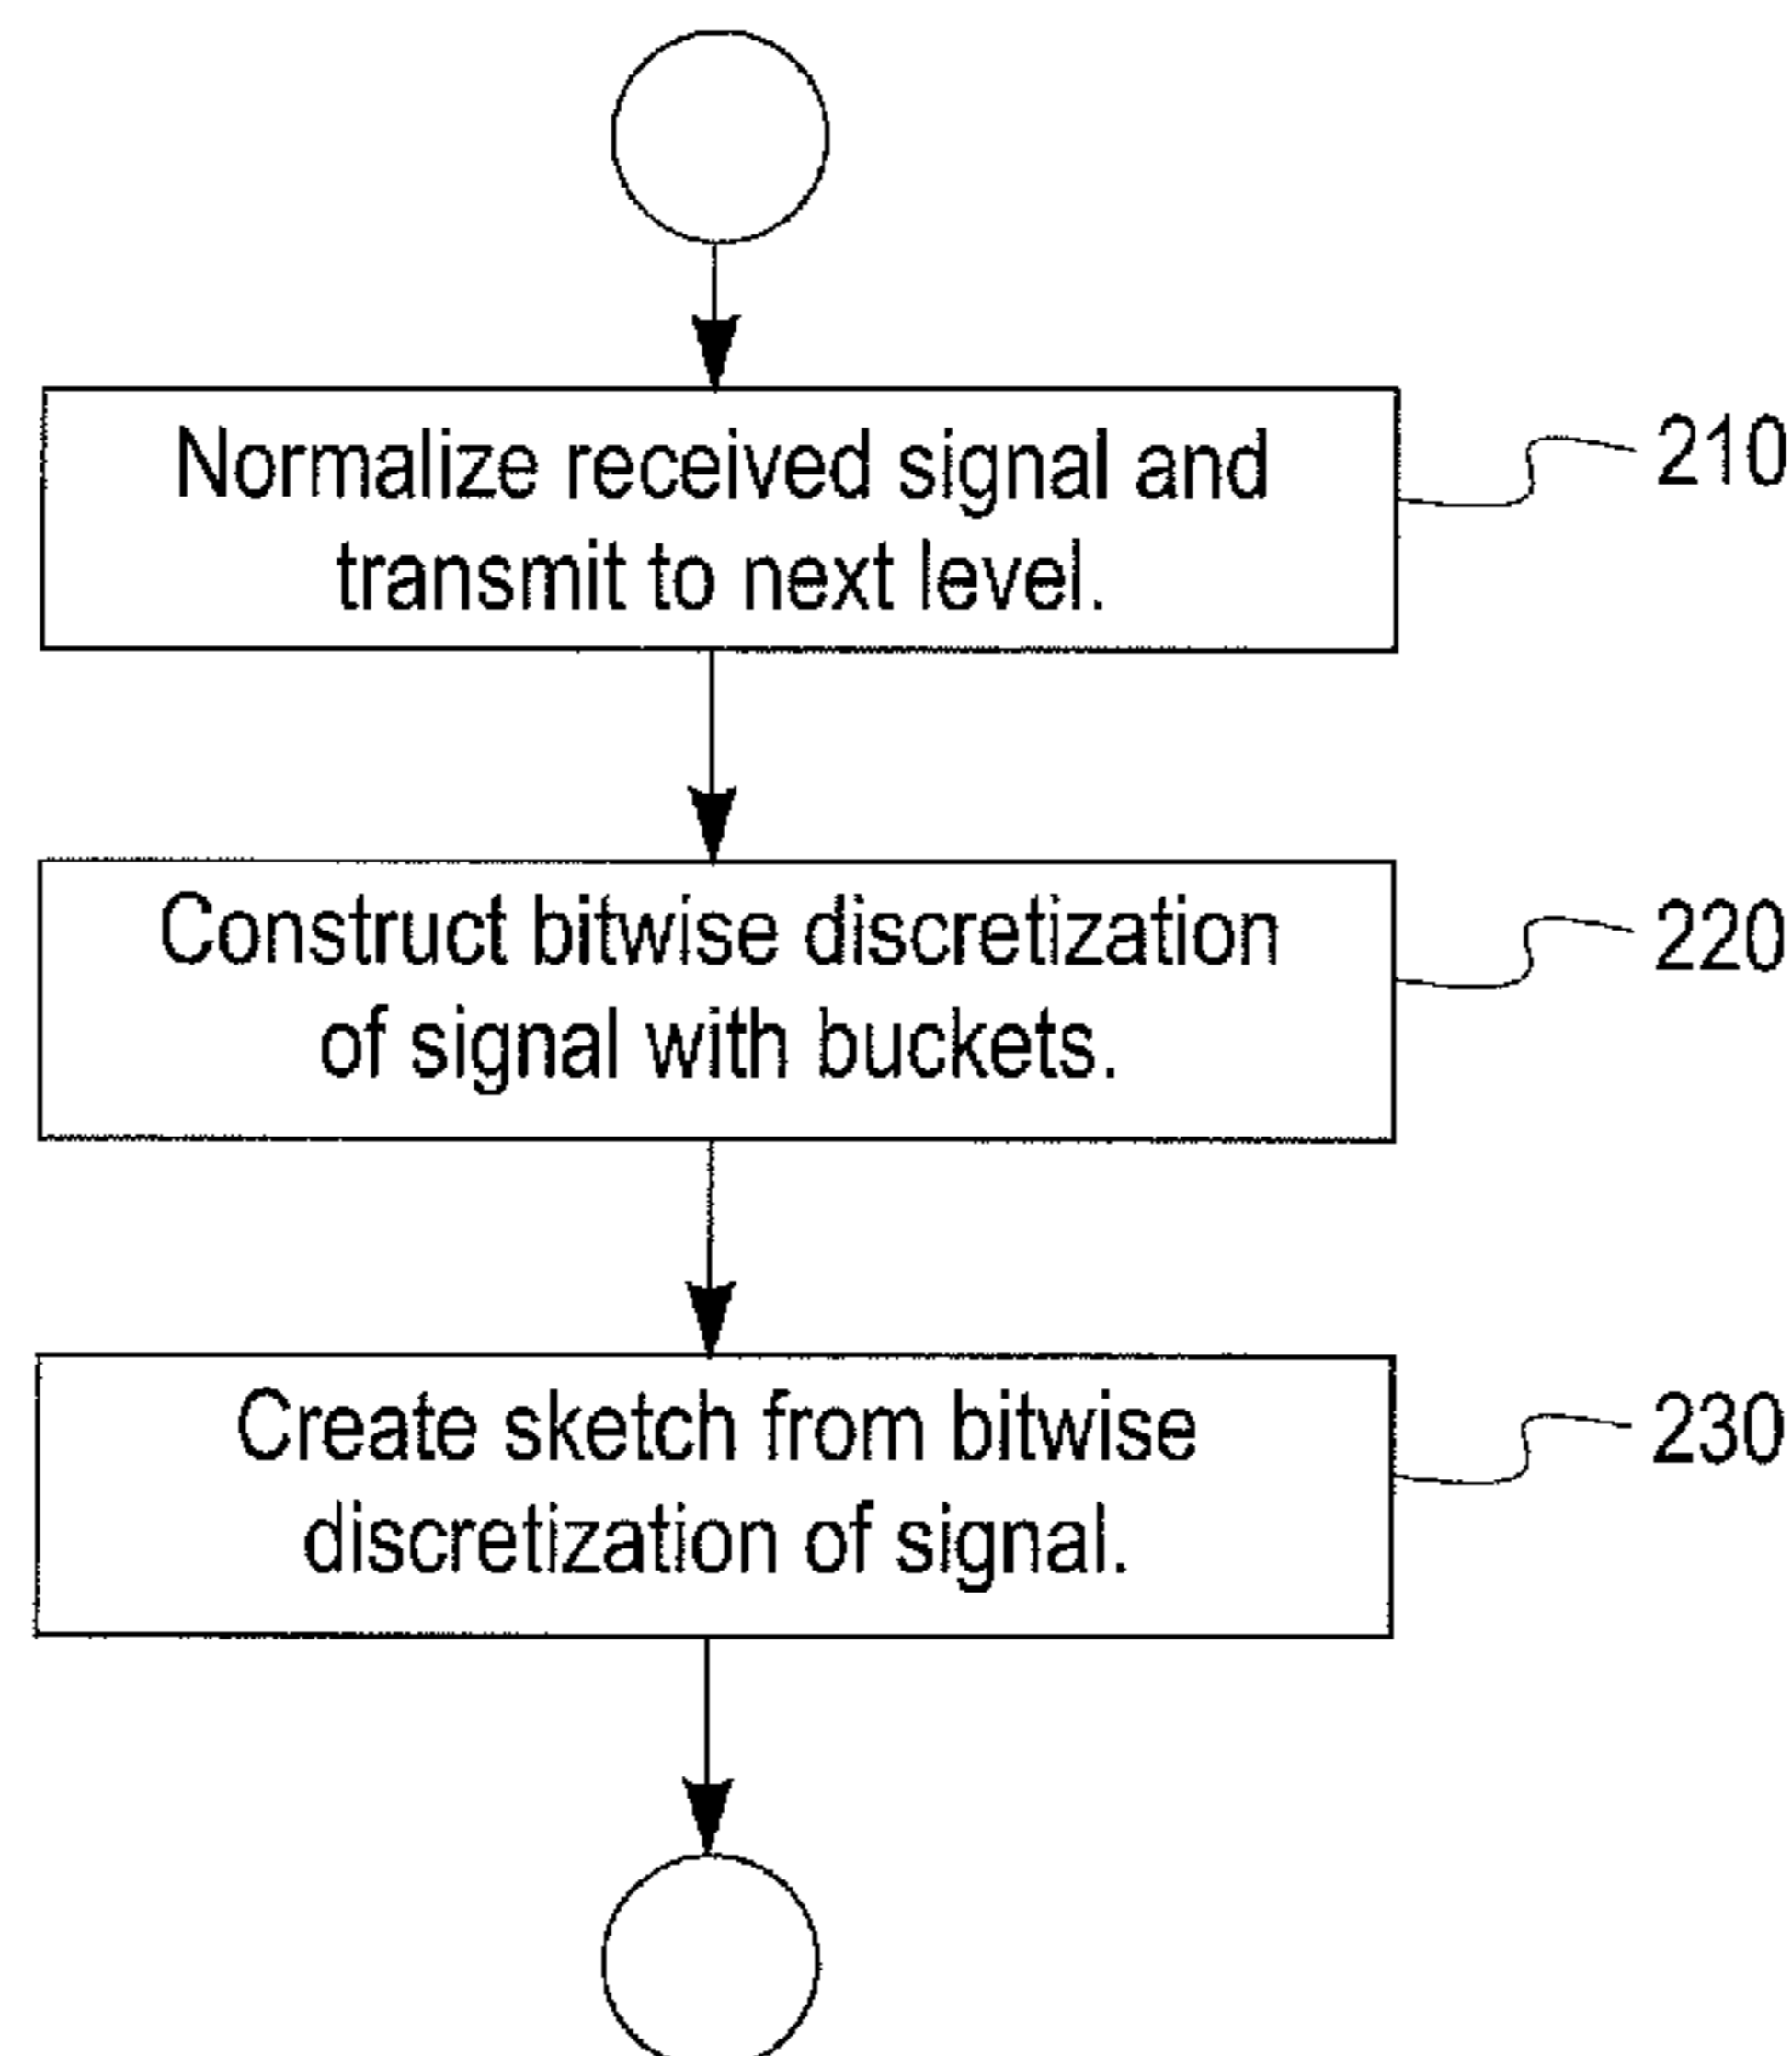 Normalize received signal and
transmit to next level.
210
Construct bitwise discretization
of signal with buckets.
220
Create sketch from bitwise
discretization of signal.
230